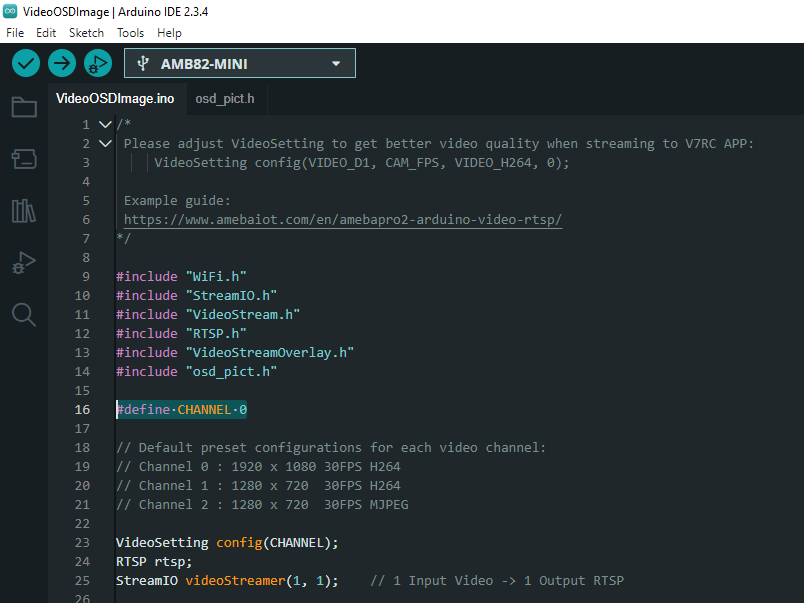 VideoOSDImage | Arduino IDE 2.3.4
File Edit Sketch Tools Help
AMB82-MINI
VideoOSDImage.ino osd_pict.h
1 /*
2 Please adjust VideoSetting to get better video quality when streaming to V7RC APP:
3 VideoSetting config(VIDEO_D1, CAM_FPS, VIDEO_H264, 0);
4
5 Example guide:
6 https://www.amebaiot.com/en/amebapro2-arduino-video-rtsp/
7 */
8
9 #include "WiFi.h"
10 #include "StreamIO.h"
11 #include "VideoStream.h"
12 #include "RTSP.h"
13 #include "VideoStreamOverlay.h"
14 #include "osd_pict.h"
15
16 #define·CHANNEL·0
17
18 // Default preset configurations for each video channel:
19 // Channel 0 : 1920 x 1080 30FPS H264
20 // Channel 1 : 1280 x 720  30FPS H264
21 // Channel 2 : 1280 x 720  30FPS MJPEG
22
23 VideoSetting config(CHANNEL);
24 RTSP rtsp;
25 StreamIO videoStreamer(1, 1);    // 1 Input Video -> 1 Output RTSP
26